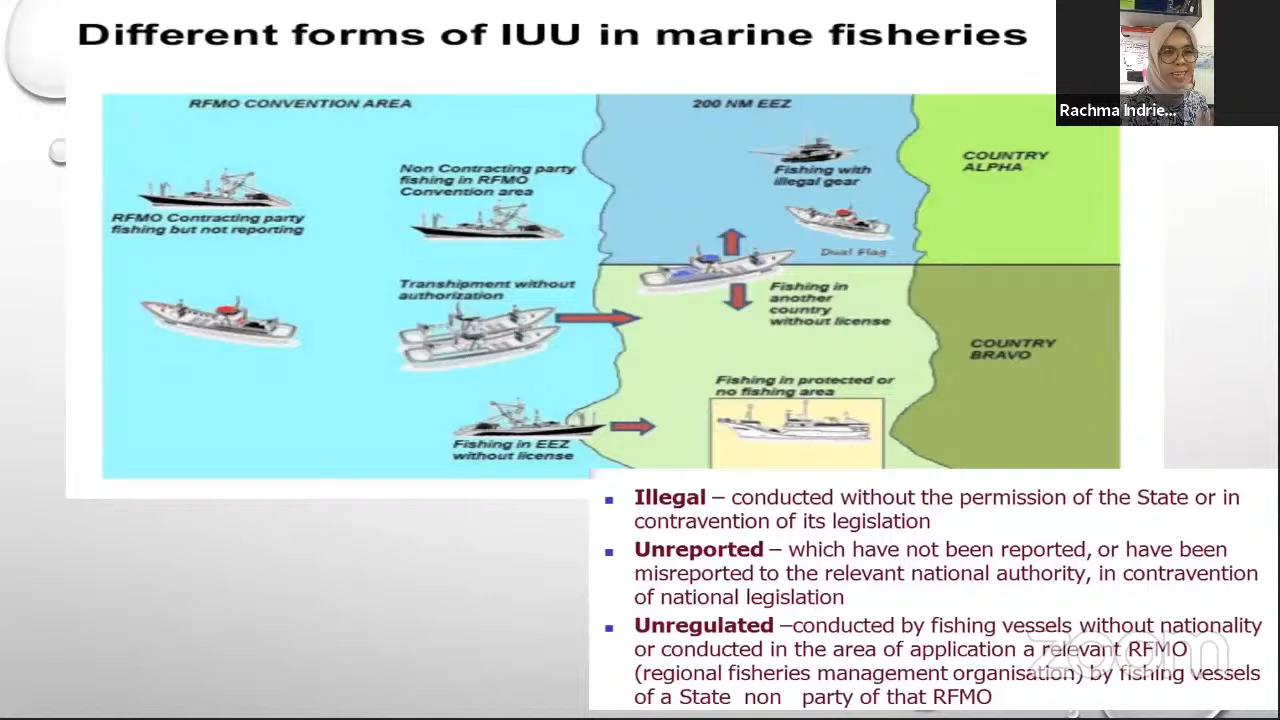 Different forms of IUU in marine fisheries
Rachma Indrie...
RFMO CONVENTION AREA
200 NM EEZ
COUNTRY
ALPHA
Non Contracting party
fishing in RFMO
Convention area
Fishing with
illegal gear
RFMO Contracting party
fishing but not reporting
Dual Flag
Transhipment without
authorization
Fishing in
another
country
without license
COUNTRY
BRAVO
Fishing in protected or
no fishing area
Fishing in EEZ
without license
Illegal – conducted without the permission of the State or in
contravention of its legislation
Unreported – which have not been reported, or have been
misreported to the relevant national authority, in contravention
of national legislation
Unregulated –conducted by fishing vessels without nationality
or conducted in the area of application a relevant RFMO
(regional fisheries management organisation) by fishing vessels
of a State non party of that RFMO
zoom